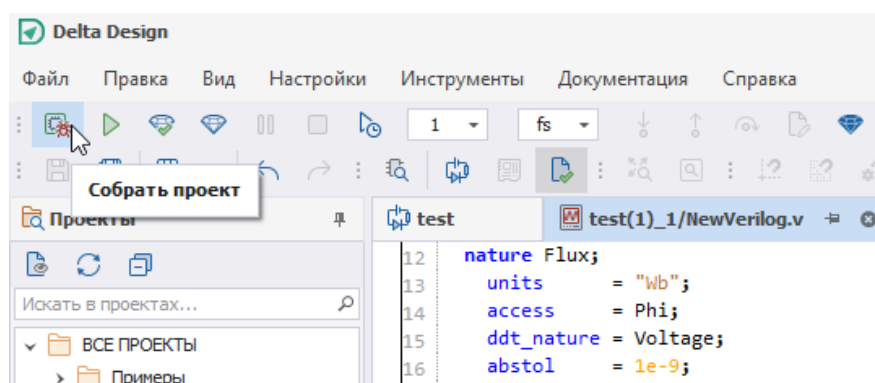 Delta Design
Файл Правка Вид Настройки Инструменты Документация Справка
1 fs
Собрать проект
Проекты
test test(1)_1/NewVerilog.v
Искать в проектах...
ВСЕ ПРОЕКТЫ
Примеры
12 nature Flux;
13 units = "Wb";
14 access = Phi;
15 ddt_nature = Voltage;
16 abstol = 1e-9;